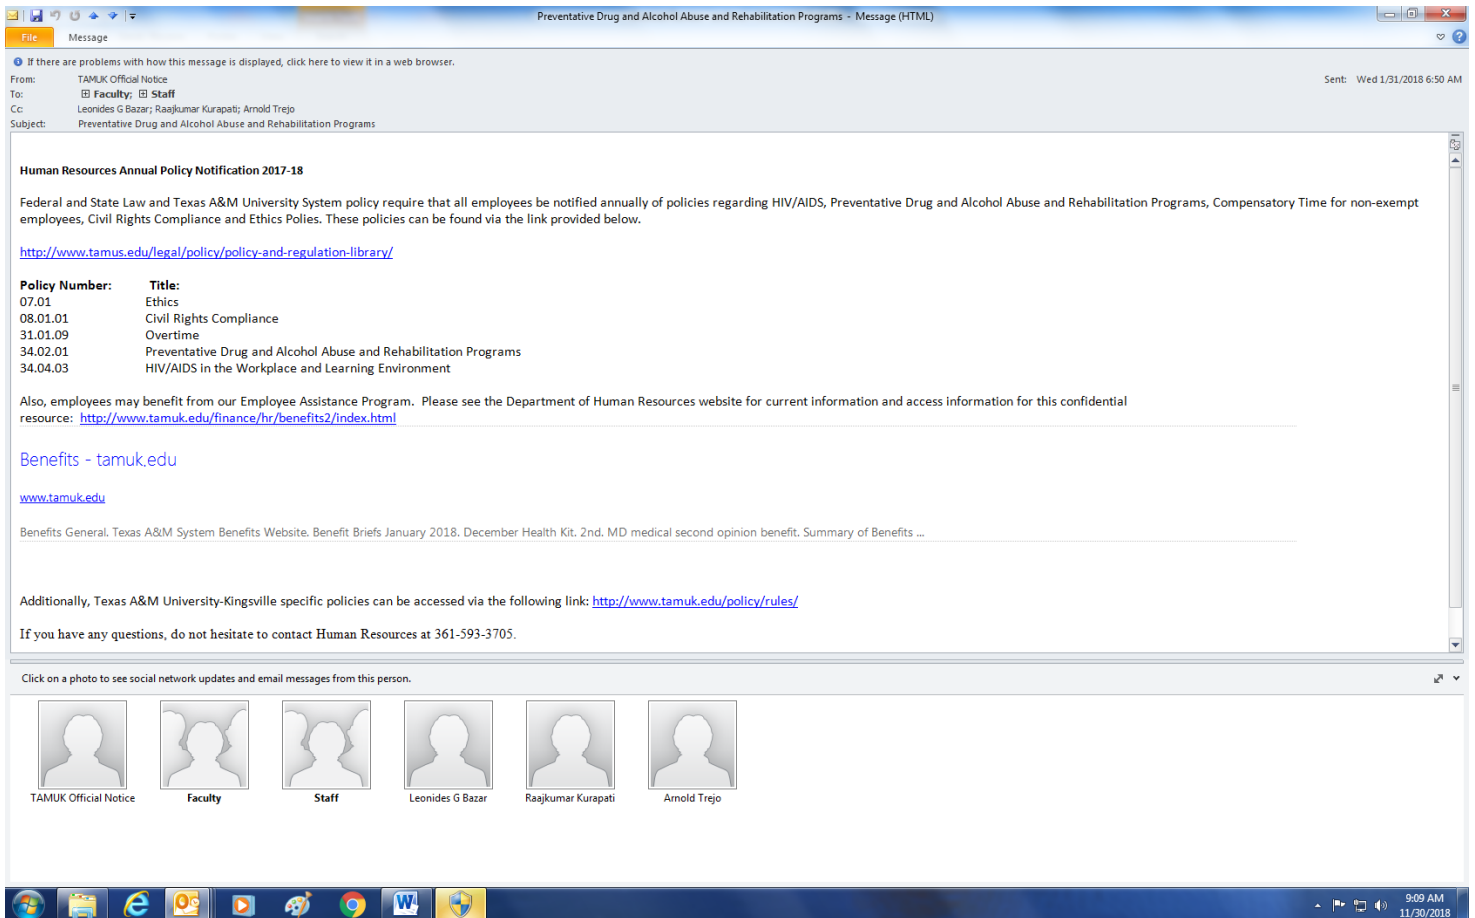 Preventative Drug and Alcohol Abuse and Rehabilitation Programs - Message (HTML)
File Message
If there are problems with how this message is displayed, click here to view it in a web browser.
From: TAMUK Official Notice Sent: Wed 1/31/2018 6:50 AM
To: Faculty; Staff
Cc: Leonides G Bazar; Raajkumar Kurapati; Arnold Trejo
Subject: Preventative Drug and Alcohol Abuse and Rehabilitation Programs
Human Resources Annual Policy Notification 2017-18
Federal and State Law and Texas A&M University System policy require that all employees be notified annually of policies regarding HIV/AIDS, Preventative Drug and Alcohol Abuse and Rehabilitation Programs, Compensatory Time for non-exempt
employees, Civil Rights Compliance and Ethics Polies. These policies can be found via the link provided below.
http://www.tamus.edu/legal/policy/policy-and-regulation-library/
Policy Number: Title:
07.01 Ethics
08.01.01 Civil Rights Compliance
31.01.09 Overtime
34.02.01 Preventative Drug and Alcohol Abuse and Rehabilitation Programs
34.04.03 HIV/AIDS in the Workplace and Learning Environment
Also, employees may benefit from our Employee Assistance Program. Please see the Department of Human Resources website for current information and access information for this confidential
resource: http://www.tamuk.edu/finance/hr/benefits2/index.html
Benefits - tamuk.edu
www.tamuk.edu
Benefits General. Texas A&M System Benefits Website. Benefit Briefs January 2018. December Health Kit. 2nd. MD medical second opinion benefit. Summary of Benefits ...
Additionally, Texas A&M University-Kingsville specific policies can be accessed via the following link: http://www.tamuk.edu/policy/rules/
If you have any questions, do not hesitate to contact Human Resources at 361-593-3705.
Click on a photo to see social network updates and email messages from this person.
TAMUK Official Notice Faculty Staff Leonides G Bazar Raajkumar Kurapati Arnold Trejo
9:09 AM
11/30/2018